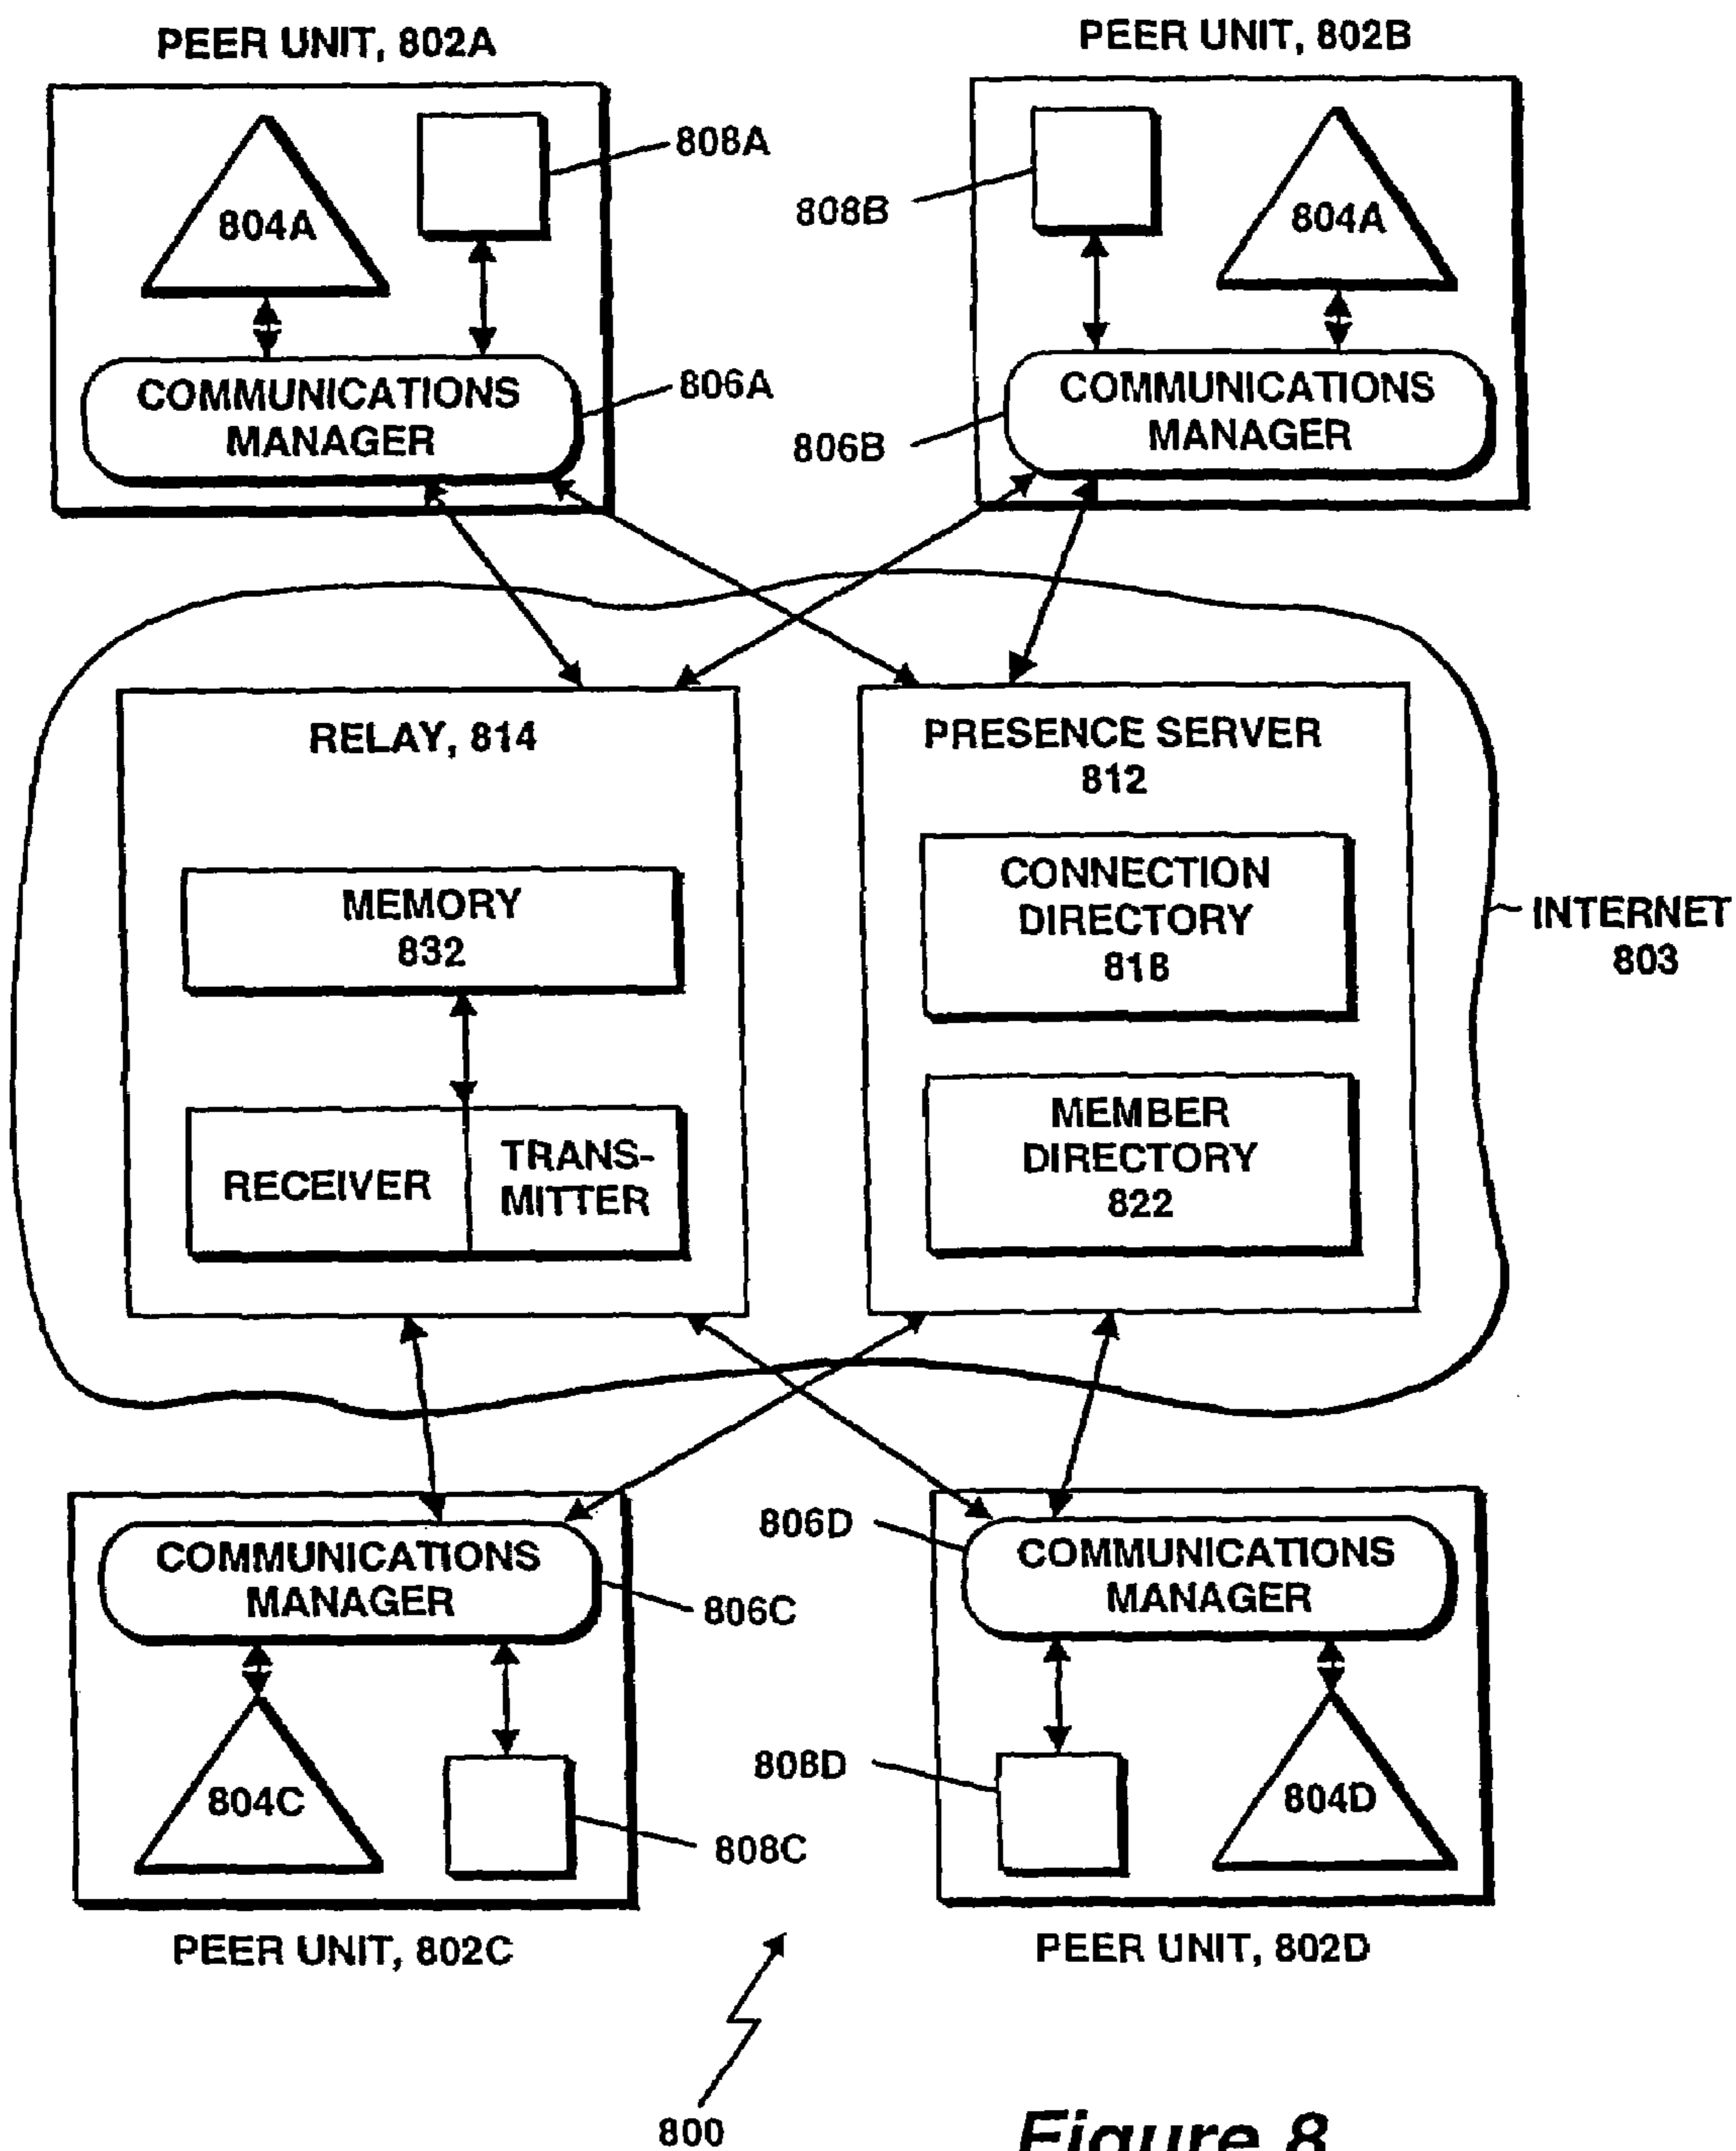 PEER UNIT, 802A
PEER UNIT, 802B
808A
808B
804A
804A
COMMUNICATIONS
MANAGER
806A
806B
COMMUNICATIONS
MANAGER
RELAY, 814
PRESENCE SERVER
812
MEMORY
832
CONNECTION
DIRECTORY
818
INTERNET
803
RECEIVER
TRANS-
MITTER
MEMBER
DIRECTORY
822
COMMUNICATIONS
MANAGER
806C
806D
COMMUNICATIONS
MANAGER
804C
808C
808D
804D
PEER UNIT, 802C
PEER UNIT, 802D
800
Figure 8